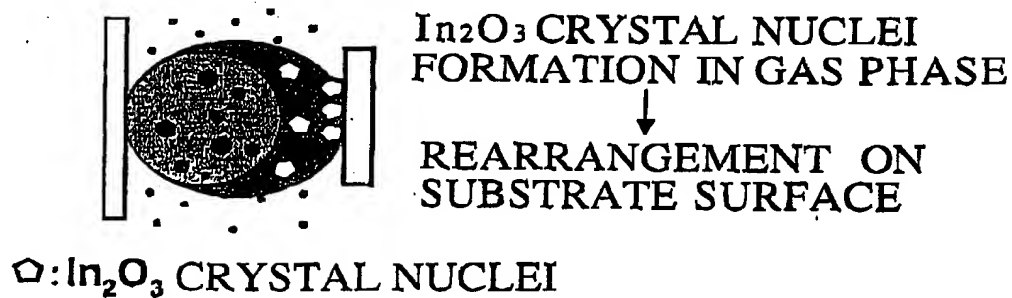 In₂O₃ CRYSTAL NUCLEI
FORMATION IN GAS PHASE
↓
REARRANGEMENT ON
SUBSTRATE SURFACE
⬠:In₂O₃ CRYSTAL NUCLEI